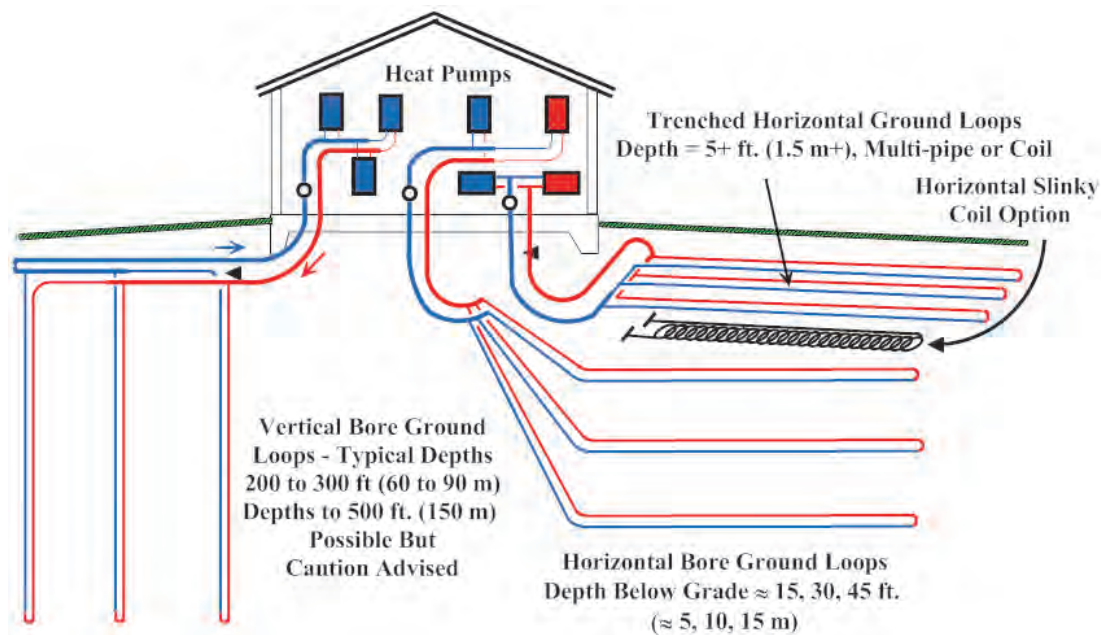 Heat Pumps
Trenched Horizontal Ground Loops
Depth = 5+ ft. (1.5 m+), Multi-pipe or Coil
Horizontal Slinky
Coil Option
Vertical Bore Ground
Loops - Typical Depths
200 to 300 ft (60 to 90 m)
Depths to 500 ft. (150 m)
Possible But
Caution Advised
Horizontal Bore Ground Loops
Depth Below Grade ≈ 15, 30, 45 ft.
(≈ 5, 10, 15 m)